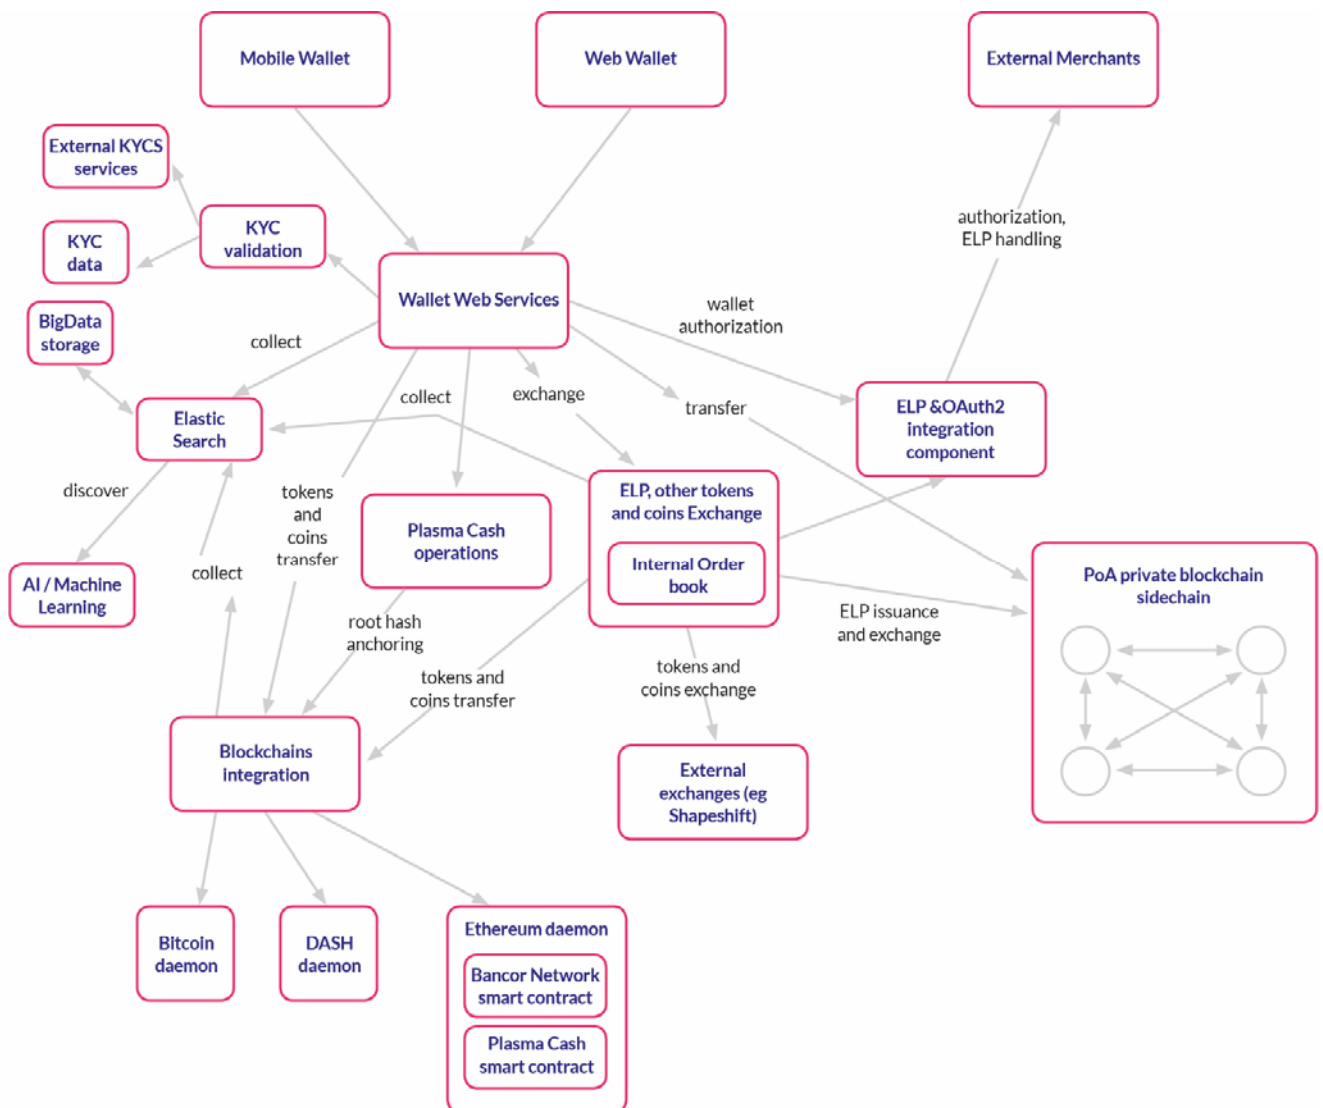 Mobile Wallet
Web Wallet
External Merchants
External KYCS
services
KYC
validation
KYC
data
authorization,
ELP handling
Wallet Web Services
wallet
authorization
BigData
storage
collect
collect
exchange
transfer
Elastic
Search
ELP &OAuth2
integration
component
discover
tokens
and
coins
transfer
Plasma Cash
operations
ELP, other tokens
and coins Exchange
Internal Order
book
AI / Machine
Learning
collect
PoA private blockchain
sidechain
root hash
anchoring
ELP issuance
and exchange
tokens and
coins transfer
tokens and
coins exchange
Blockchains
integration
External
exchanges (eg
Shapeshift)
Bitcoin
daemon
DASH
daemon
Ethereum daemon
Bancor Network
smart contract
Plasma Cash
smart contract